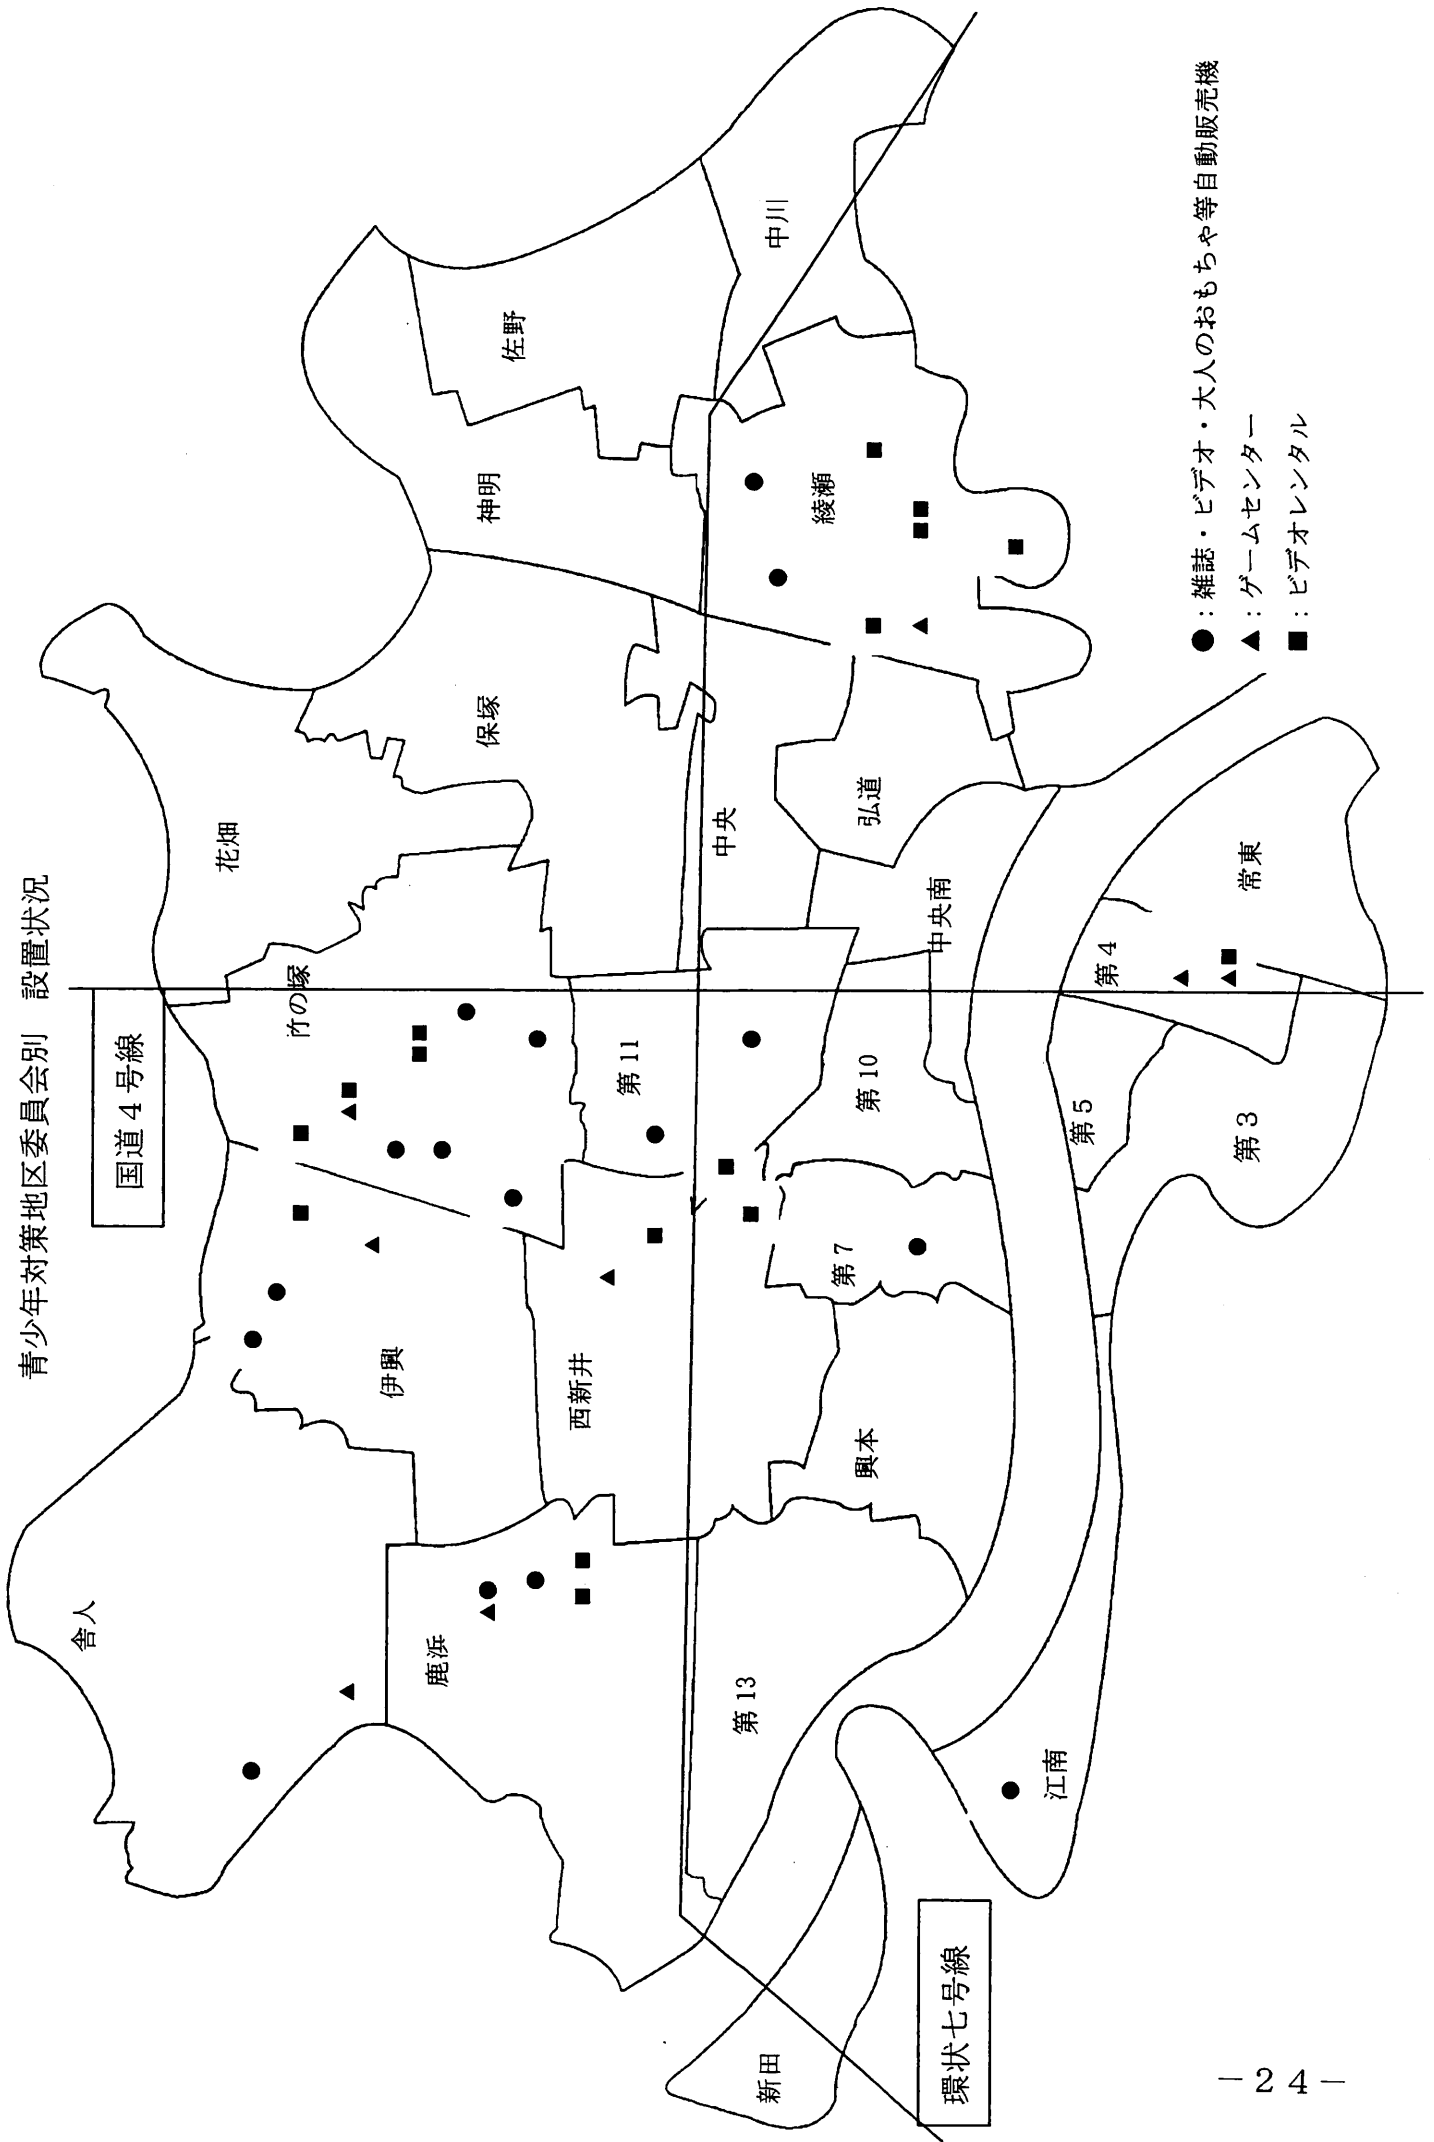 青少年対策地区委員会別　設置状況
国道４号線
舎人
花畑
竹の塚
伊興
鹿浜
保塚
神明
佐野
西新井
第11
中央
中川
綾瀬
弘道
中央南
第10
第７
興本
第13
江南
新田
第４
第５
第３
常東
環状七号線
●：雑誌・ビデオ・大人のおもちゃ等自動販売機
▲：ゲームセンター
■：ビデオレンタル
－２４－